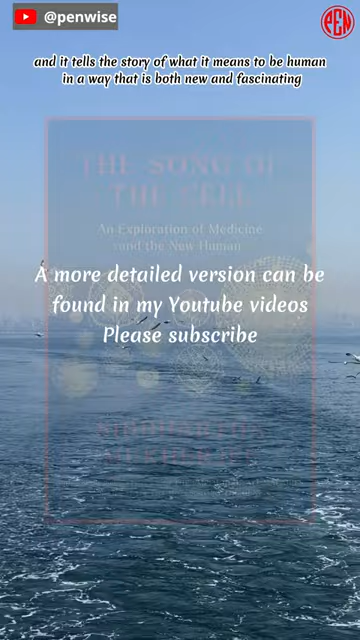 @penwise
PEN
and it tells the story of what it means to be human
in a way that is both new and fascinating
THE SONG OF
THE CELL
An Exploration of Medicine
and the New Human
A more detailed version can be
found in my Youtube videos
Please subscribe
SIDDHARTHA
MUKHERJEE